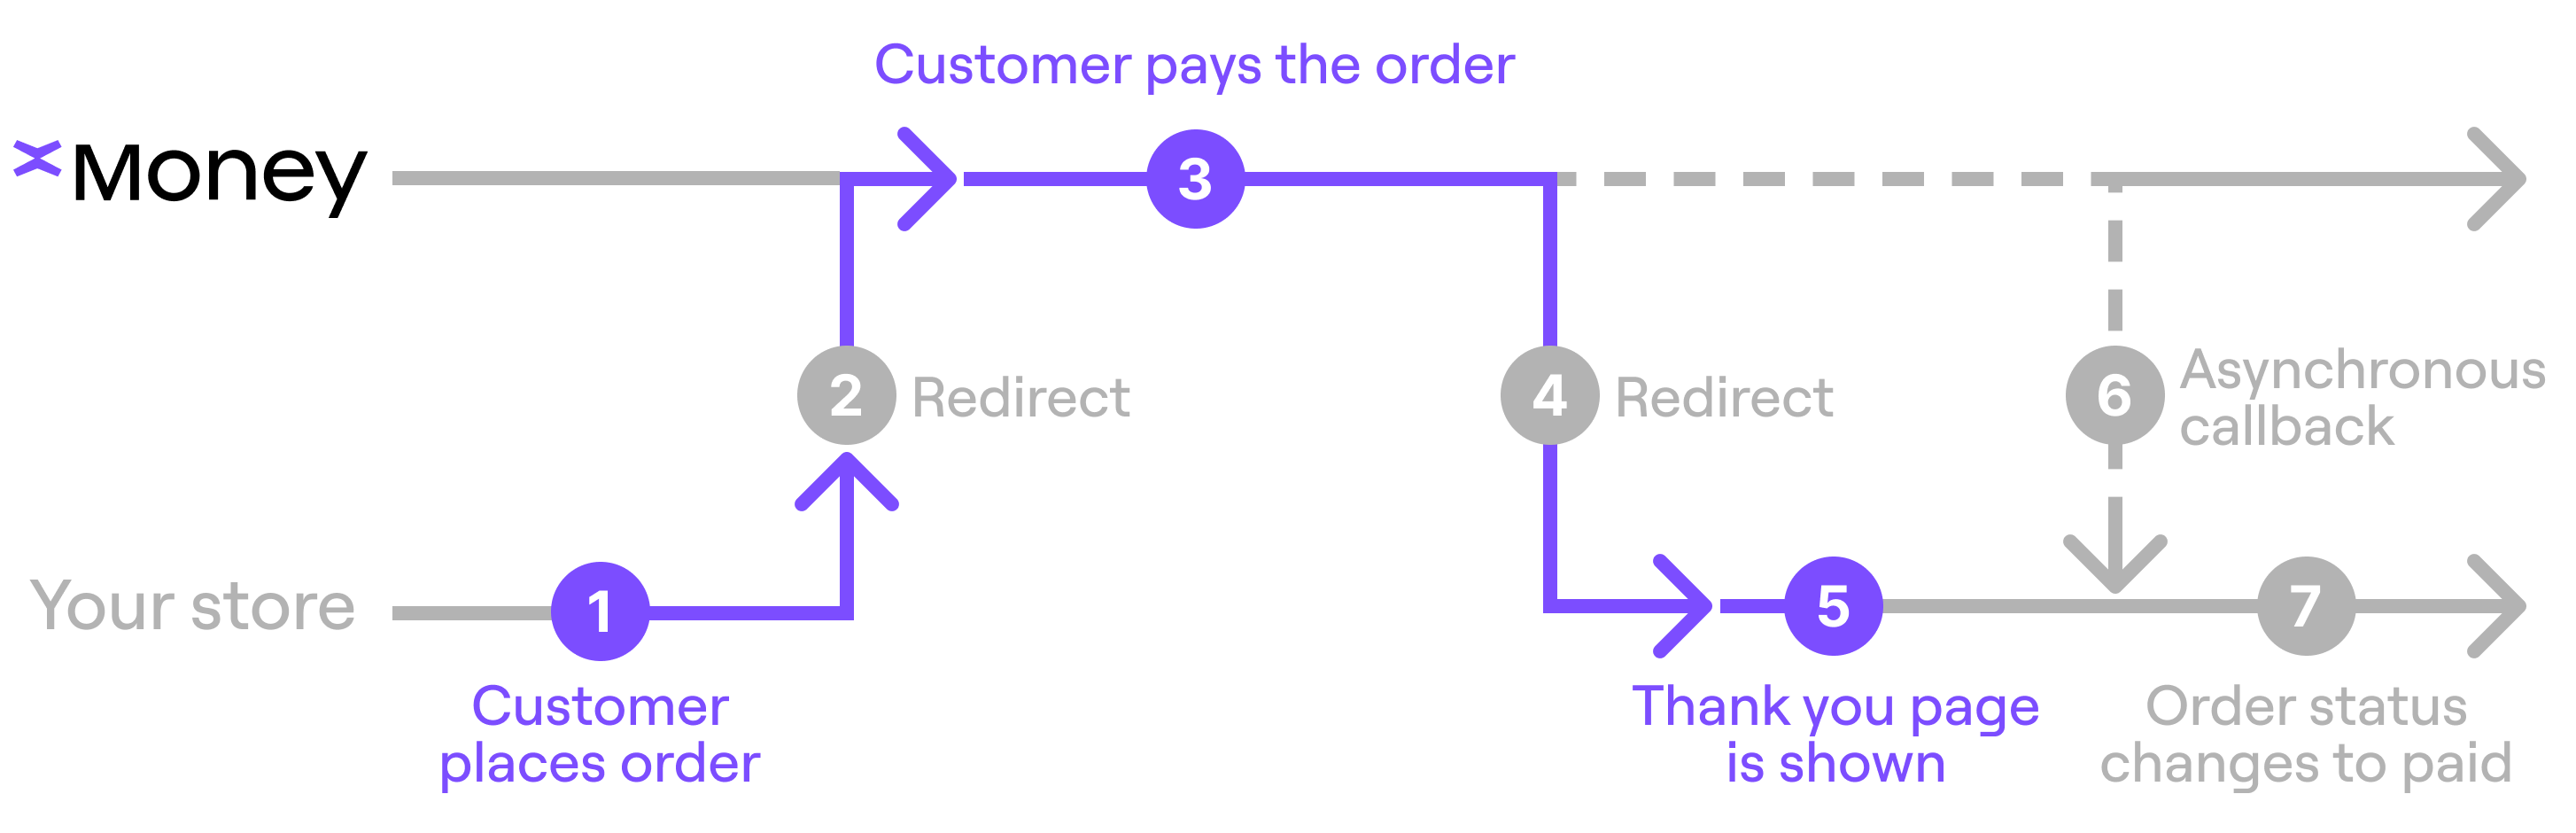 Customer pays the order
Money
3
2 Redirect
4 Redirect
6 Asynchronous
callback
Your store
1
5
7
Customer
places order
Thank you page
is shown
Order status
changes to paid